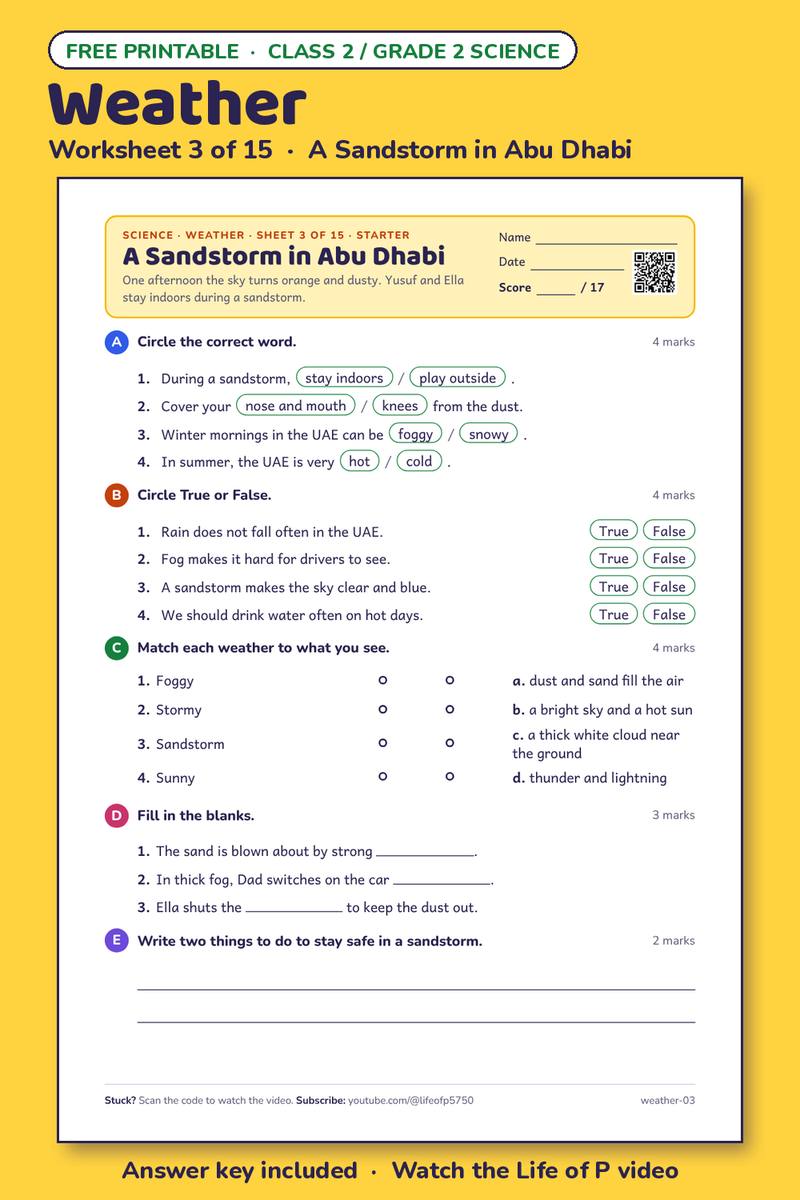 FREE PRINTABLE · CLASS 2 / GRADE 2 SCIENCE
Weather
Worksheet 3 of 15 · A Sandstorm in Abu Dhabi
SCIENCE · WEATHER · SHEET 3 OF 15 · STARTER
A Sandstorm in Abu Dhabi
One afternoon the sky turns orange and dusty. Yusuf and Ella
stay indoors during a sandstorm.
Name
Date
Score / 17
A Circle the correct word. 4 marks
1. During a sandstorm, stay indoors / play outside .
2. Cover your nose and mouth / knees from the dust.
3. Winter mornings in the UAE can be foggy / snowy .
4. In summer, the UAE is very hot / cold .
B Circle True or False. 4 marks
1. Rain does not fall often in the UAE. True False
2. Fog makes it hard for drivers to see. True False
3. A sandstorm makes the sky clear and blue. True False
4. We should drink water often on hot days. True False
C Match each weather to what you see. 4 marks
1. Foggy a. dust and sand fill the air
2. Stormy b. a bright sky and a hot sun
3. Sandstorm c. a thick white cloud near
the ground
4. Sunny d. thunder and lightning
D Fill in the blanks. 3 marks
1. The sand is blown about by strong ____________.
2. In thick fog, Dad switches on the car ____________.
3. Ella shuts the ____________ to keep the dust out.
E Write two things to do to stay safe in a sandstorm. 2 marks
Stuck? Scan the code to watch the video. Subscribe: youtube.com/@lifeofp5750 weather-03
Answer key included · Watch the Life of P video